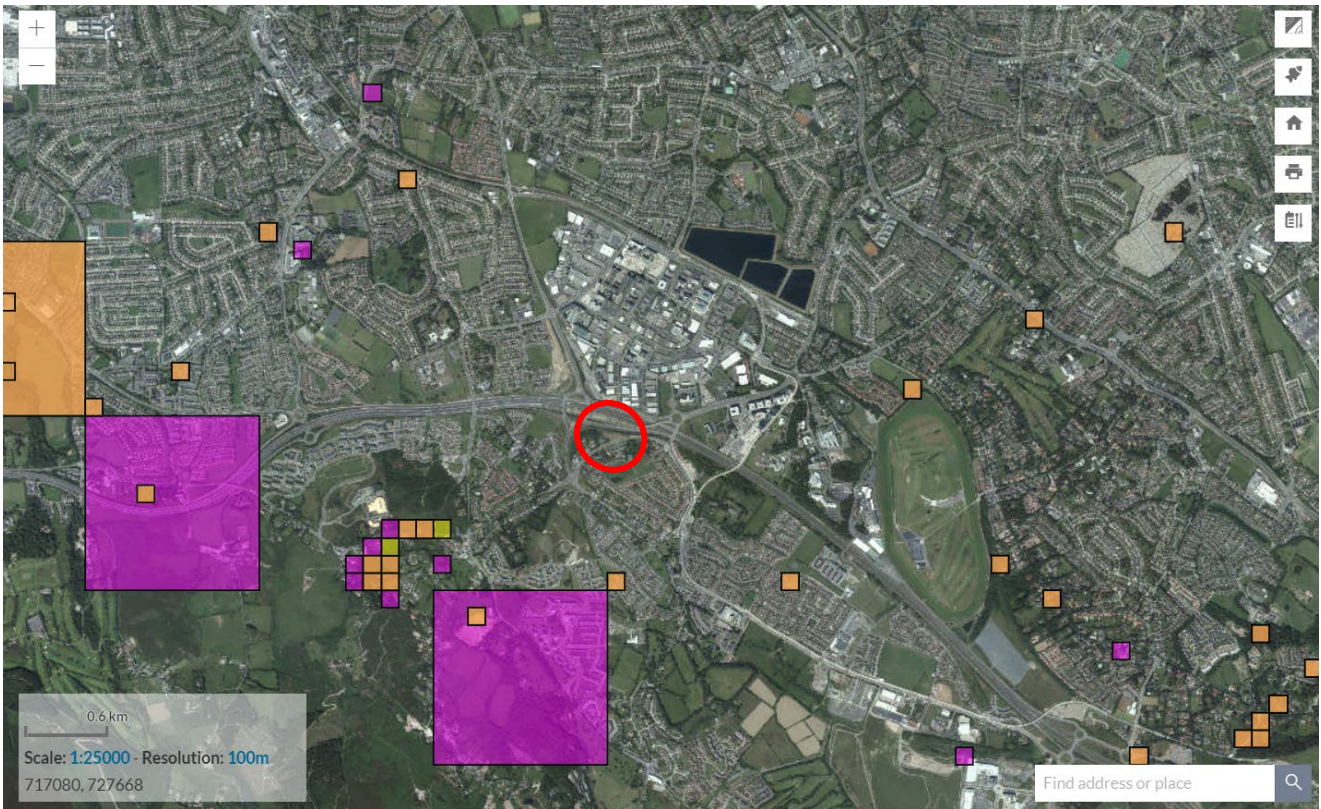 +
−
0.6 km
Scale: 1:25000 - Resolution: 100m
717080, 727668
Find address or place